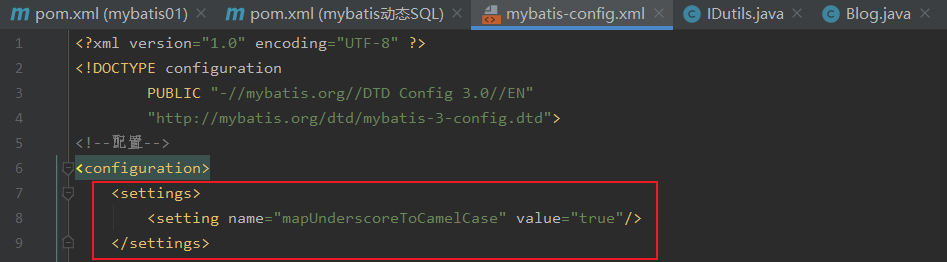 pom.xml (mybatis01) × pom.xml (mybatis动态SQL) × mybatis-config.xml × IDutils.java × Blog.java ×
1 <?xml version="1.0" encoding="UTF-8" ?>
2 <!DOCTYPE configuration
3 PUBLIC "-//mybatis.org//DTD Config 3.0//EN"
4 "http://mybatis.org/dtd/mybatis-3-config.dtd">
5 <!--配置-->
6 <configuration>
7 <settings>
8 <setting name="mapUnderscoreToCamelCase" value="true"/>
9 </settings>